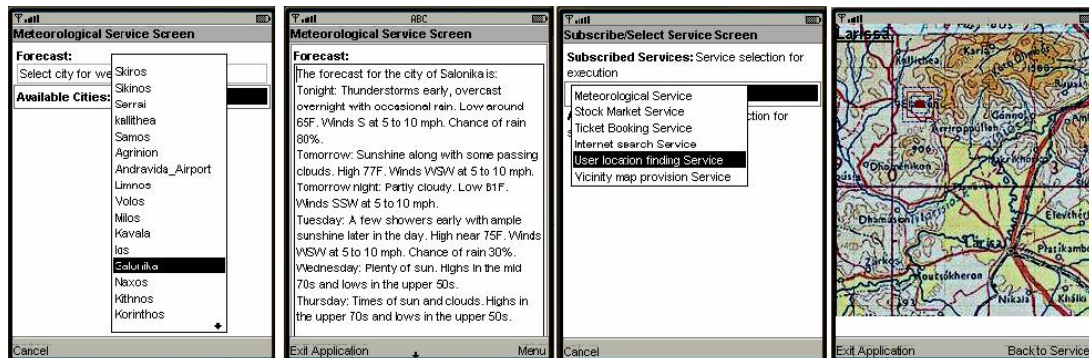 Meteorological Service Screen
Forecast:
Select city for we
Available Cities:
Skiros
Sikinos
Serrai
kallithea
Samos
Agrinion
Andravida_Airport
Limnos
Volos
Milos
Kavala
Ios
Salonika
Naxos
Kithnos
Korinthos
Cancel
ABC
Meteorological Service Screen
Forecast:
The forecast for the city of Salonika is:
Tonight: Thunderstorms early, overcast
overnight with occasional rain. Low around
65F. Winds S at 5 to 10 mph. Chance of rain
80%.
Tomorrow: Sunshine along with some passing
clouds. High 77F. Winds WSW at 5 to 10 mph.
Tomorrow night: Partly cloudy. Low 61F.
Winds SSW at 5 to 10 mph.
Tuesday: A few showers early with ample
sunshine later in the day. High near 75F. Winds
WSW at 5 to 10 mph. Chance of rain 30%.
Wednesday: Plenty of sun. Highs in the mid
70s and lows in the upper 50s.
Thursday: Times of sun and clouds. Highs in
the upper 70s and lows in the upper 50s.
Exit Application
Menu
Subscribe/Select Service Screen
Subscribed Services: Service selection for
execution
Meteorological Service
Stock Market Service
Ticket Booking Service
Internet search Service
User location finding Service
Vicinity map provision Service
A
ction for
s
Cancel
Larissa
Karla
Kallithea
Dhamasion
Larisa
Platikamb
Koutsókheron
Nikaia
Exit Application
Back to Service